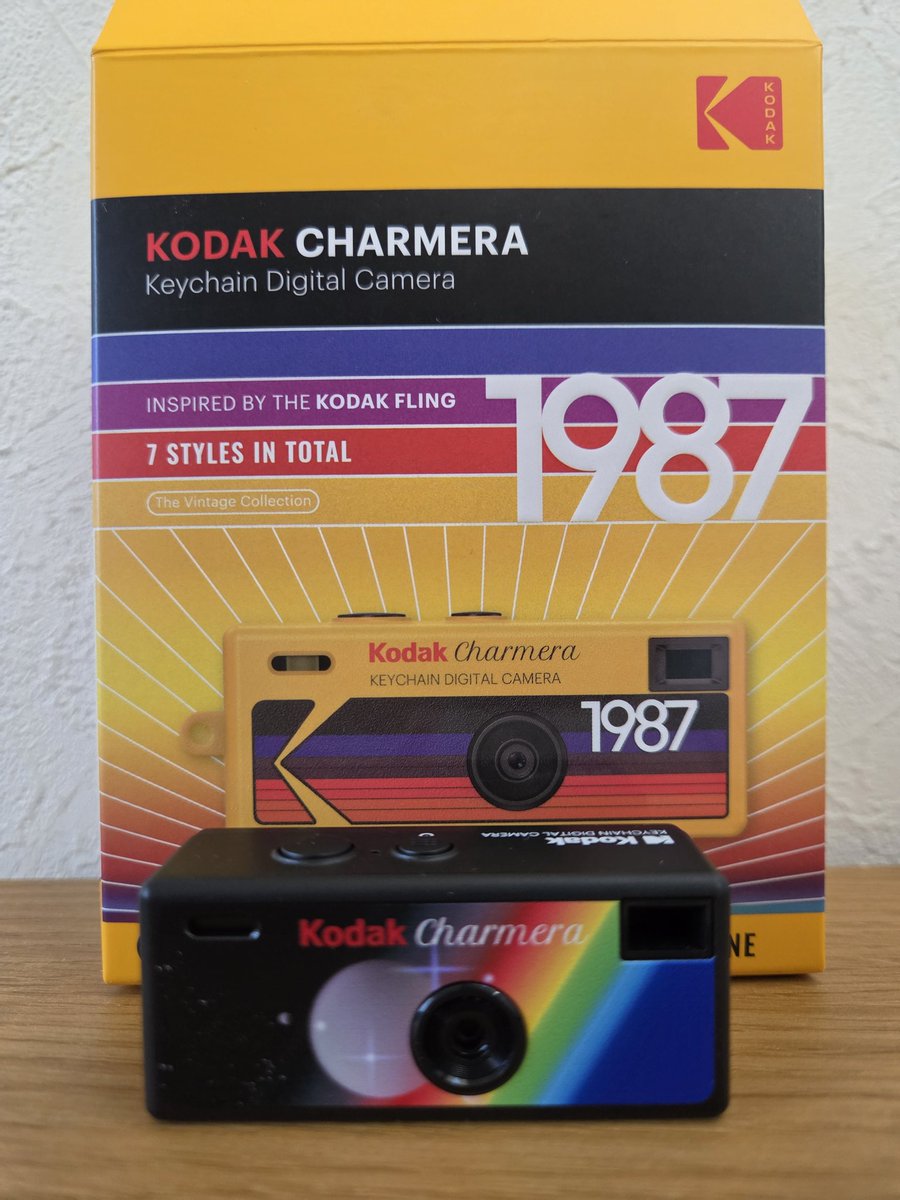 KODAK
KODAK CHARMERA
Keychain Digital Camera
INSPIRED BY THE KODAK FLING
1987
7 STYLES IN TOTAL
The Vintage Collection
Kodak Charmera
KEYCHAIN DIGITAL CAMERA
1987
Kodak
KEYCHAIN DIGITAL CAMERA
Kodak Charmera
NE